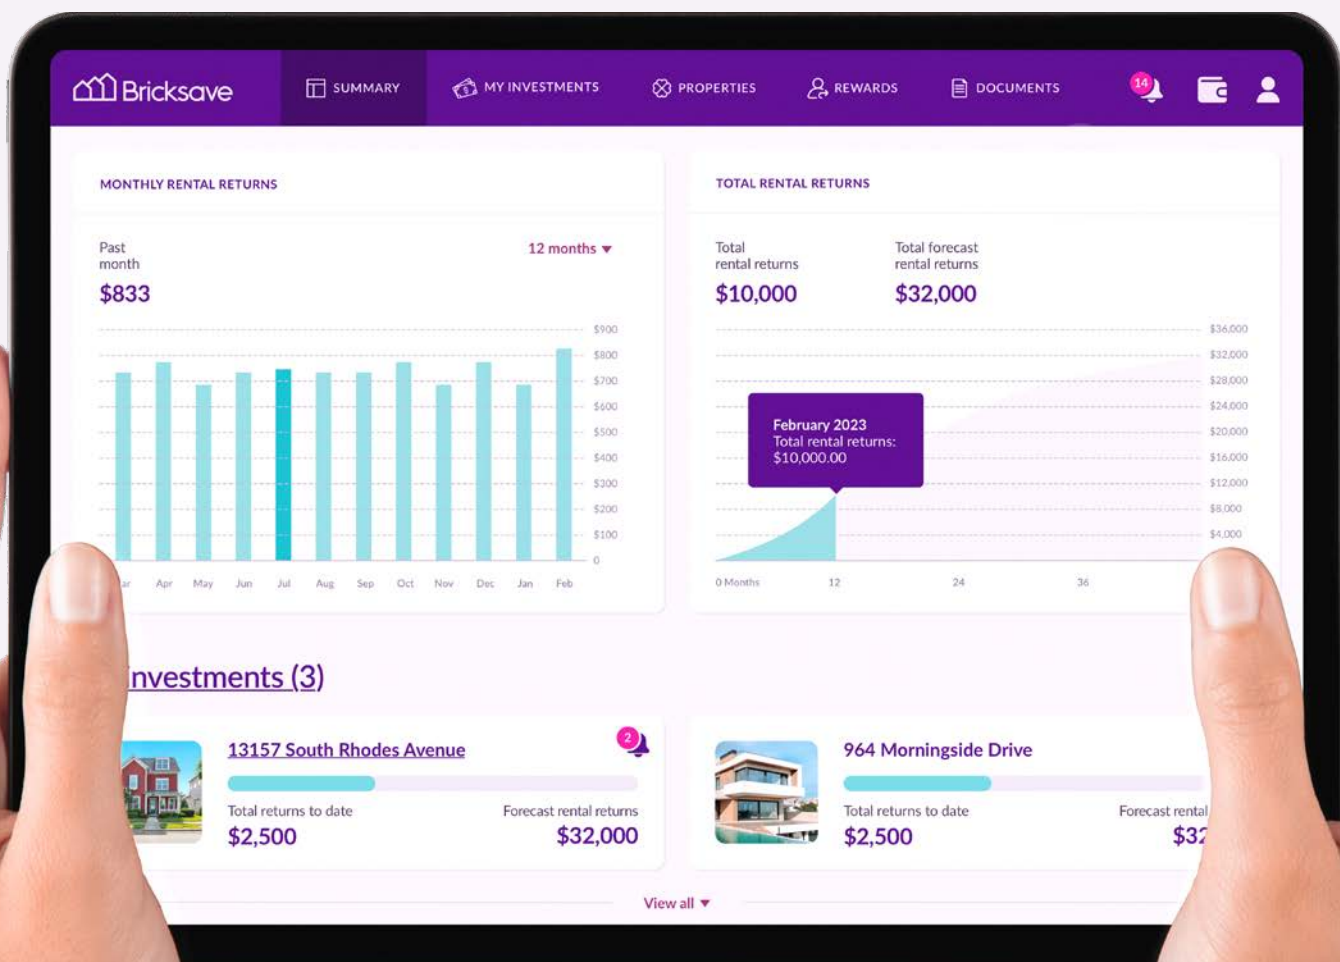 Bricksave
SUMMARY
MY INVESTMENTS
PROPERTIES
REWARDS
DOCUMENTS
14
MONTHLY RENTAL RETURNS
Past
month
$833
12 months
$900
$800
$700
$600
$500
$400
$300
$200
$100
0
Apr
May
Jun
Jul
Aug
Sep
Oct
Nov
Dec
Jan
Feb
TOTAL RENTAL RETURNS
Total
rental returns
$10,000
Total forecast
rental returns
$32,000
$36,000
$32,000
$28,000
$24,000
$20,000
$16,000
$12,000
$8,000
$4,000
February 2023
Total rental returns:
$10,000.00
0 Months
12
24
36
nvestments (3)
13157 South Rhodes Avenue
2
Total returns to date
$2,500
Forecast rental returns
$32,000
964 Morningside Drive
Total returns to date
$2,500
Forecast rental
$32
View all